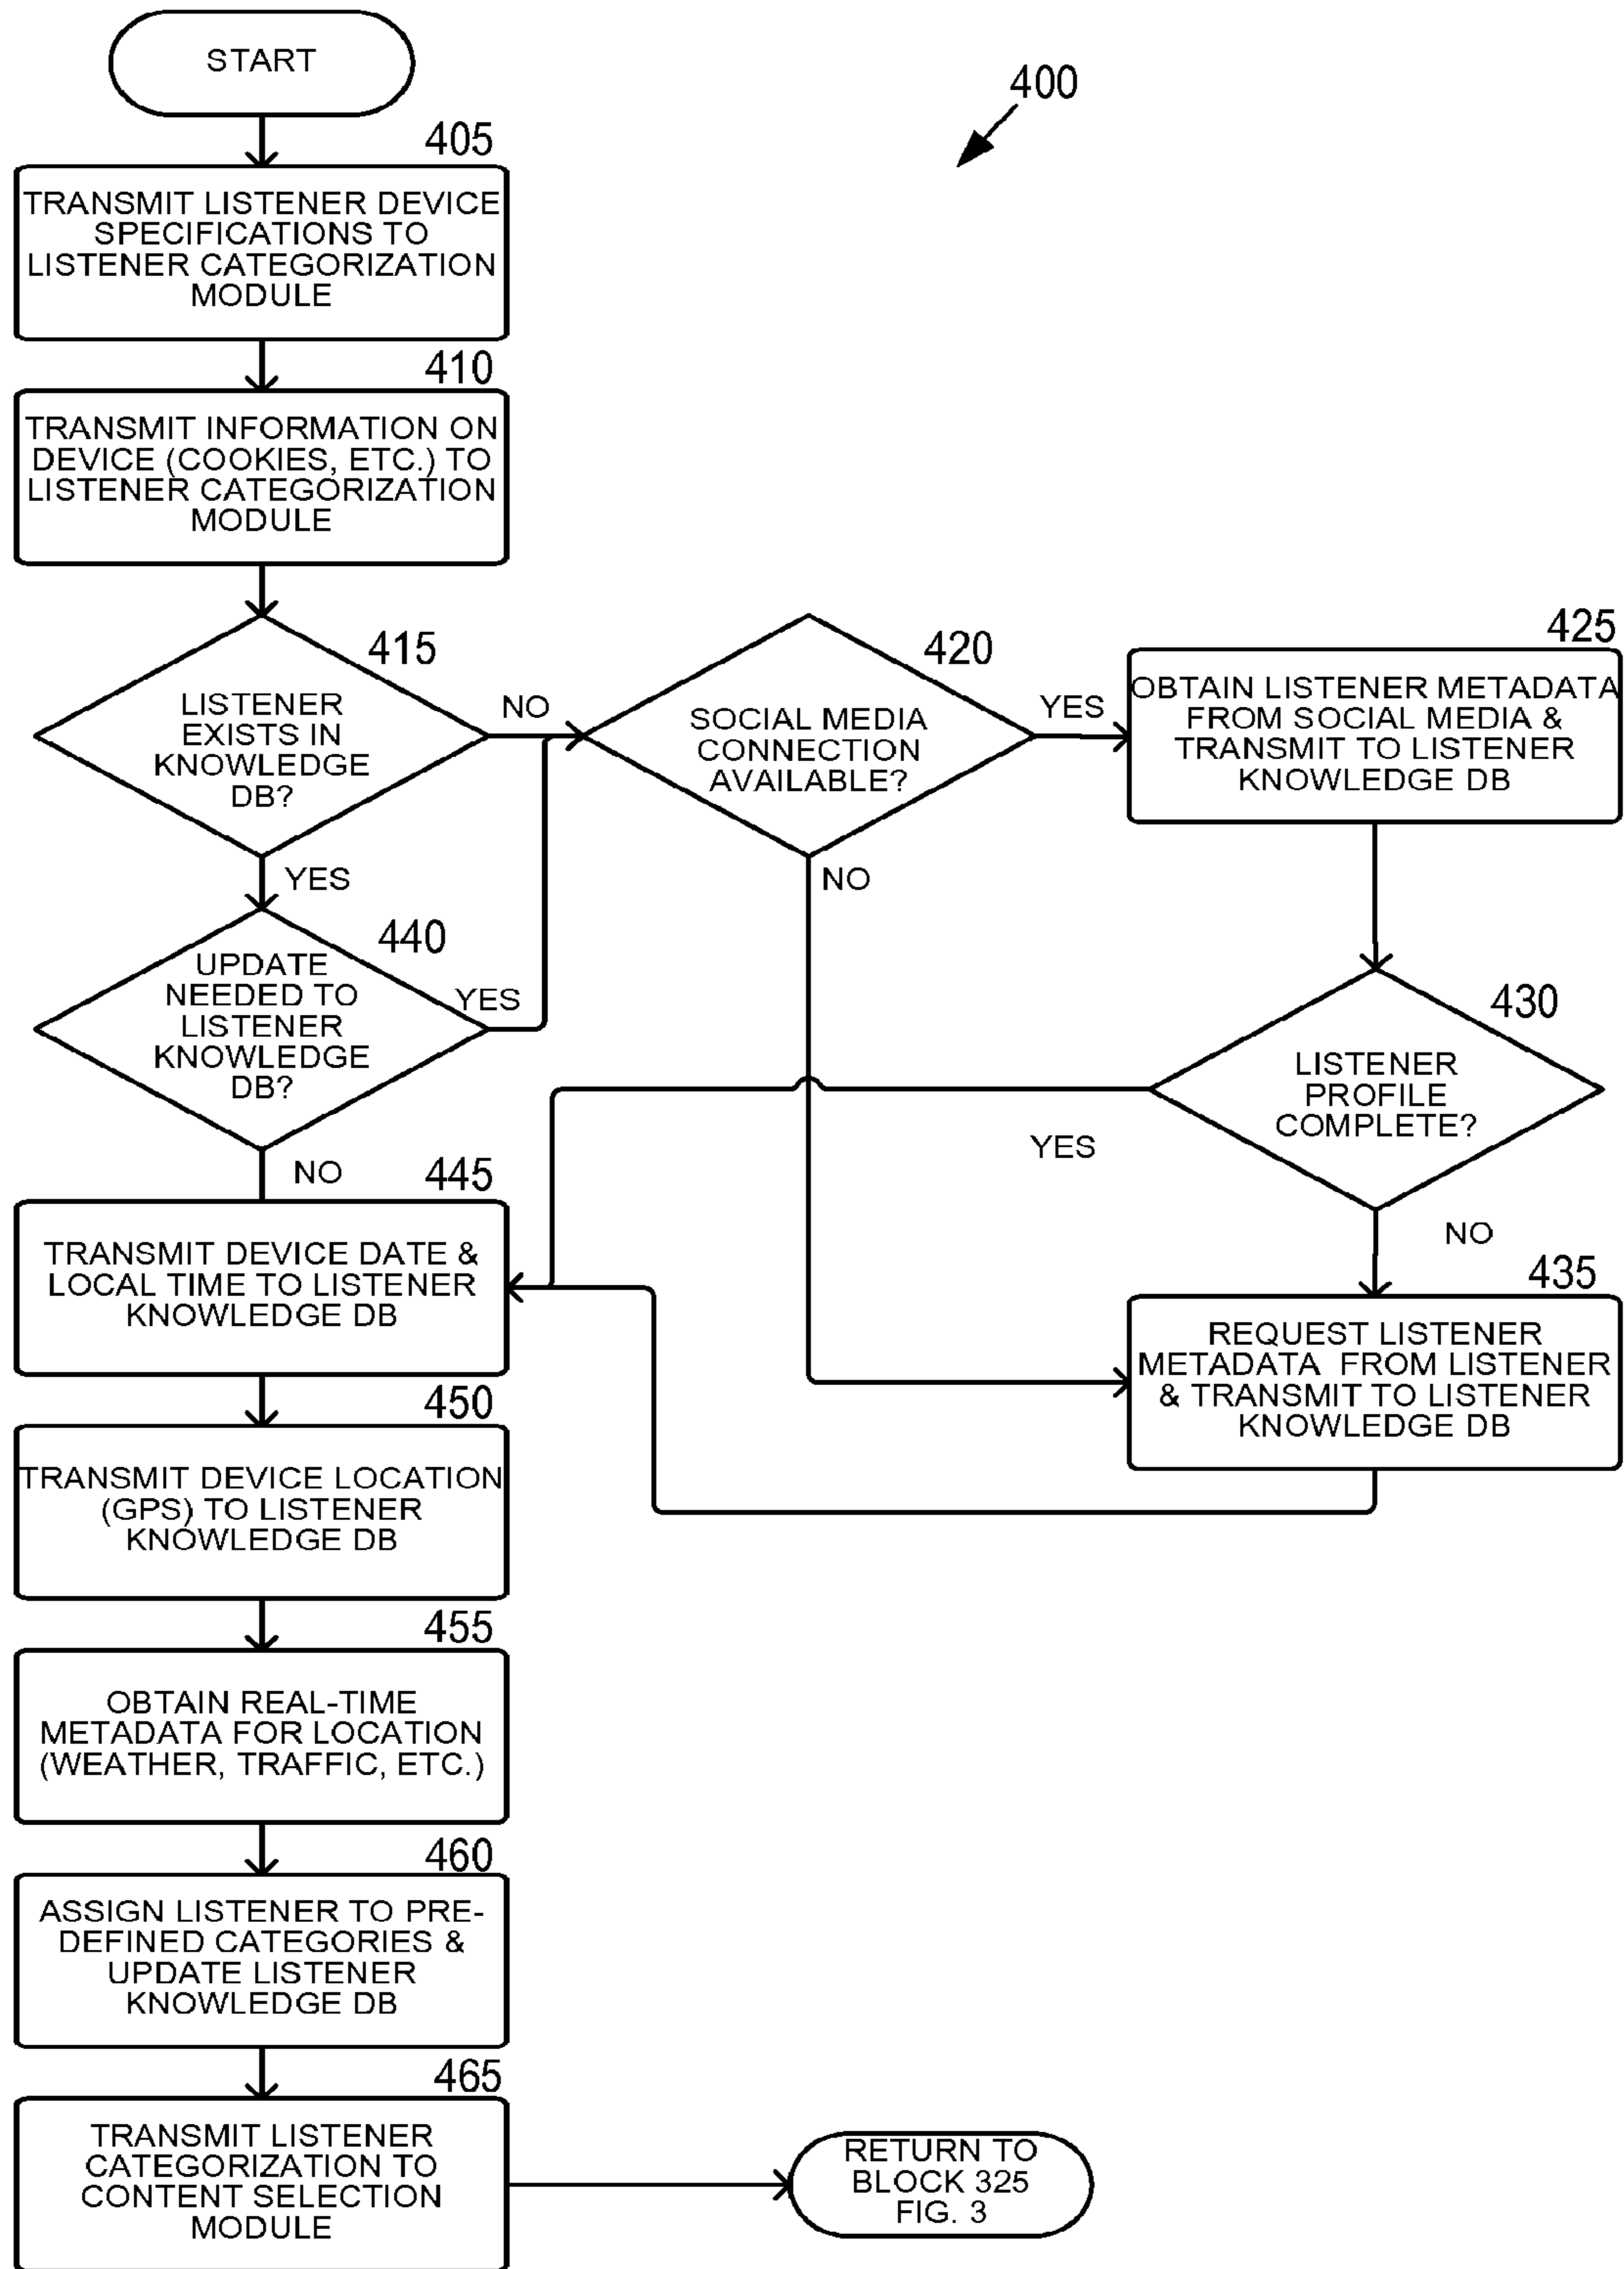 START
400
405
TRANSMIT LISTENER DEVICE
SPECIFICATIONS TO
LISTENER CATEGORIZATION
MODULE
410
TRANSMIT INFORMATION ON
DEVICE (COOKIES, ETC.) TO
LISTENER CATEGORIZATION
MODULE
415
LISTENER
EXISTS IN
KNOWLEDGE
DB?
NO
YES
420
SOCIAL MEDIA
CONNECTION
AVAILABLE?
YES
NO
425
OBTAIN LISTENER METADATA
FROM SOCIAL MEDIA &
TRANSMIT TO LISTENER
KNOWLEDGE DB
430
LISTENER
PROFILE
COMPLETE?
YES
NO
435
REQUEST LISTENER
METADATA FROM LISTENER
& TRANSMIT TO LISTENER
KNOWLEDGE DB
440
UPDATE
NEEDED TO
LISTENER
KNOWLEDGE
DB?
YES
NO
445
TRANSMIT DEVICE DATE &
LOCAL TIME TO LISTENER
KNOWLEDGE DB
450
TRANSMIT DEVICE LOCATION
(GPS) TO LISTENER
KNOWLEDGE DB
455
OBTAIN REAL-TIME
METADATA FOR LOCATION
(WEATHER, TRAFFIC, ETC.)
460
ASSIGN LISTENER TO PRE-
DEFINED CATEGORIES &
UPDATE LISTENER
KNOWLEDGE DB
465
TRANSMIT LISTENER
CATEGORIZATION TO
CONTENT SELECTION
MODULE
RETURN TO
BLOCK 325
FIG. 3